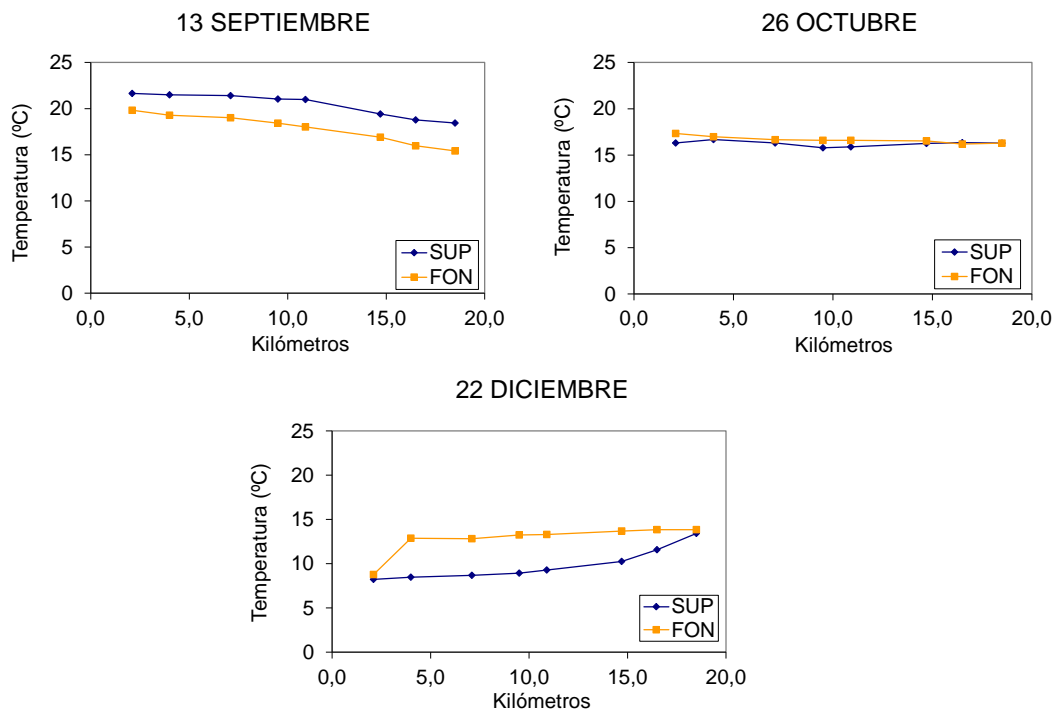 13 SEPTIEMBRE
25
20
15
10
5
0
Temperatura (ºC)
SUP
FON
0,0 5,0 10,0 15,0 20,0
Kilómetros
26 OCTUBRE
25
20
15
10
5
0
Temperatura (ºC)
SUP
FON
0,0 5,0 10,0 15,0 20,0
Kilómetros
22 DICIEMBRE
25
20
15
10
5
0
Temperatura (ºC)
SUP
FON
0,0 5,0 10,0 15,0 20,0
Kilómetros